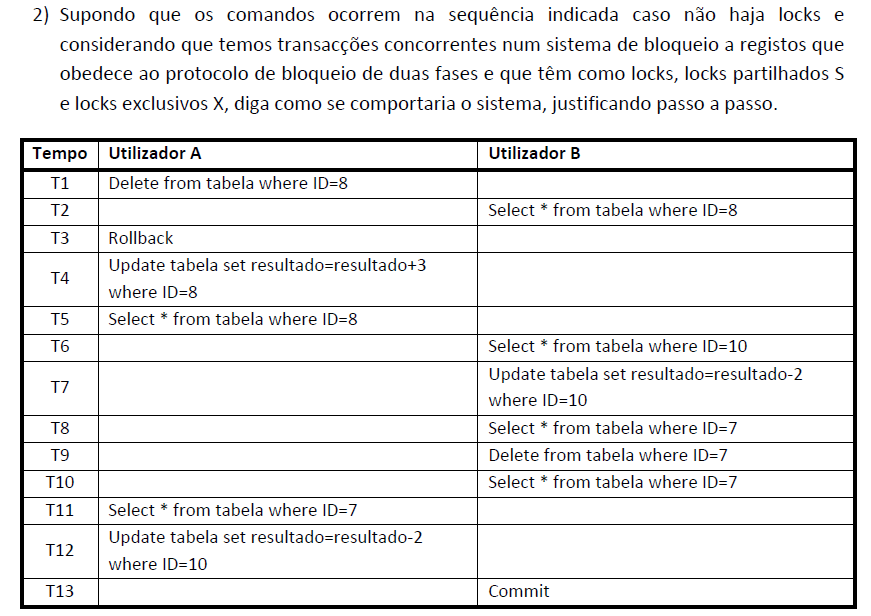 2) Supondo que os comandos ocorrem na sequência indicada caso não haja locks e
considerando que temos transacções concorrentes num sistema de bloqueio a registos que
obedece ao protocolo de bloqueio de duas fases e que têm como locks, locks partilhados S
e locks exclusivos X, diga como se comportaria o sistema, justificando passo a passo.
Tempo Utilizador A Utilizador B
T1 Delete from tabela where ID=8
T2 Select * from tabela where ID=8
T3 Rollback
T4 Update tabela set resultado=resultado+3
where ID=8
T5 Select * from tabela where ID=8
T6 Select * from tabela where ID=10
T7 Update tabela set resultado=resultado-2
where ID=10
T8 Select * from tabela where ID=7
T9 Delete from tabela where ID=7
T10 Select * from tabela where ID=7
T11 Select * from tabela where ID=7
T12 Update tabela set resultado=resultado-2
where ID=10
T13 Commit